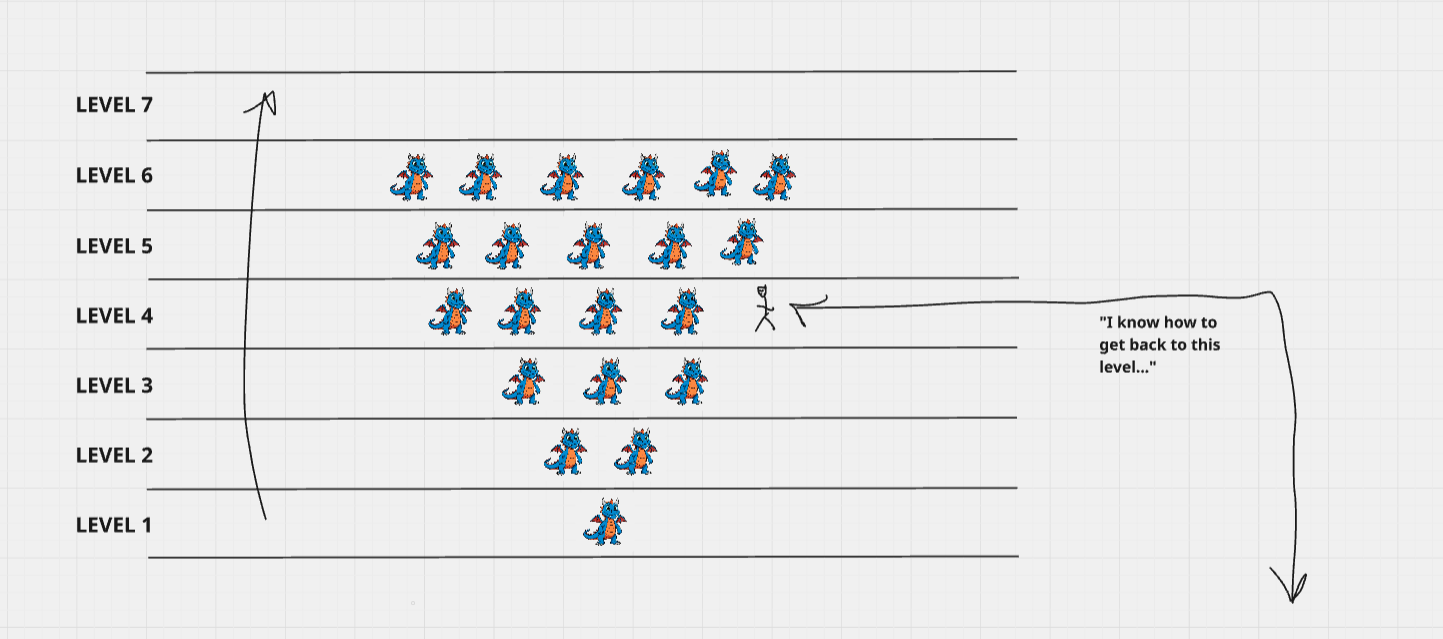 LEVEL 7
LEVEL 6
LEVEL 5
LEVEL 4
"I know how to
get back to this
level..."
LEVEL 3
LEVEL 2
LEVEL 1